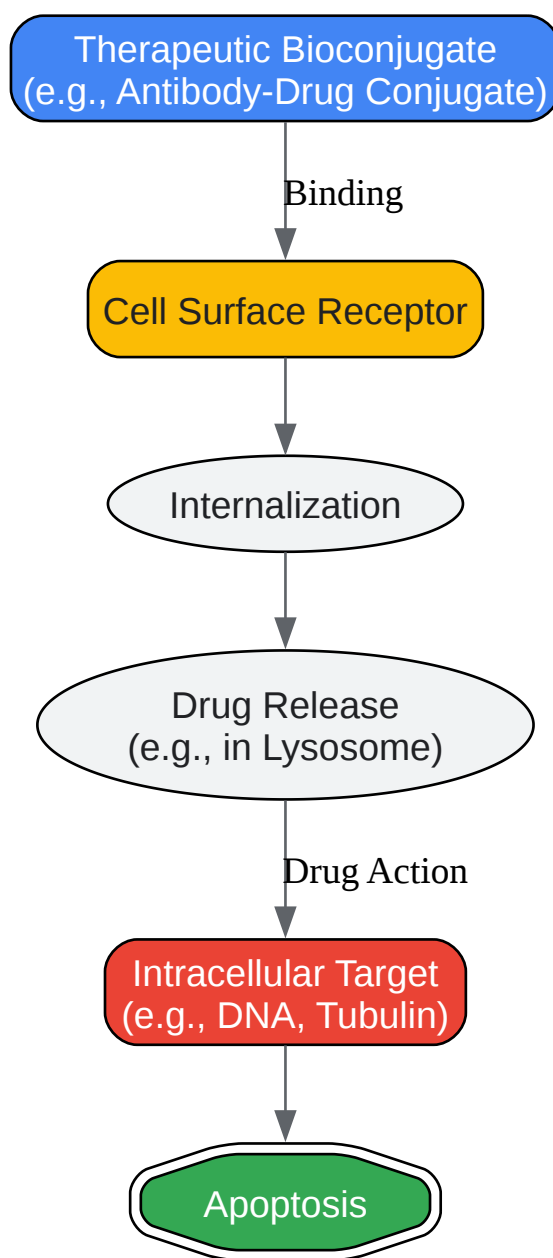 Therapeutic Bioconjugate
(e.g., Antibody-Drug Conjugate)
Binding
Cell Surface Receptor
Internalization
Drug Release
(e.g., in Lysosome)
Drug Action
Intracellular Target
(e.g., DNA, Tubulin)
Apoptosis